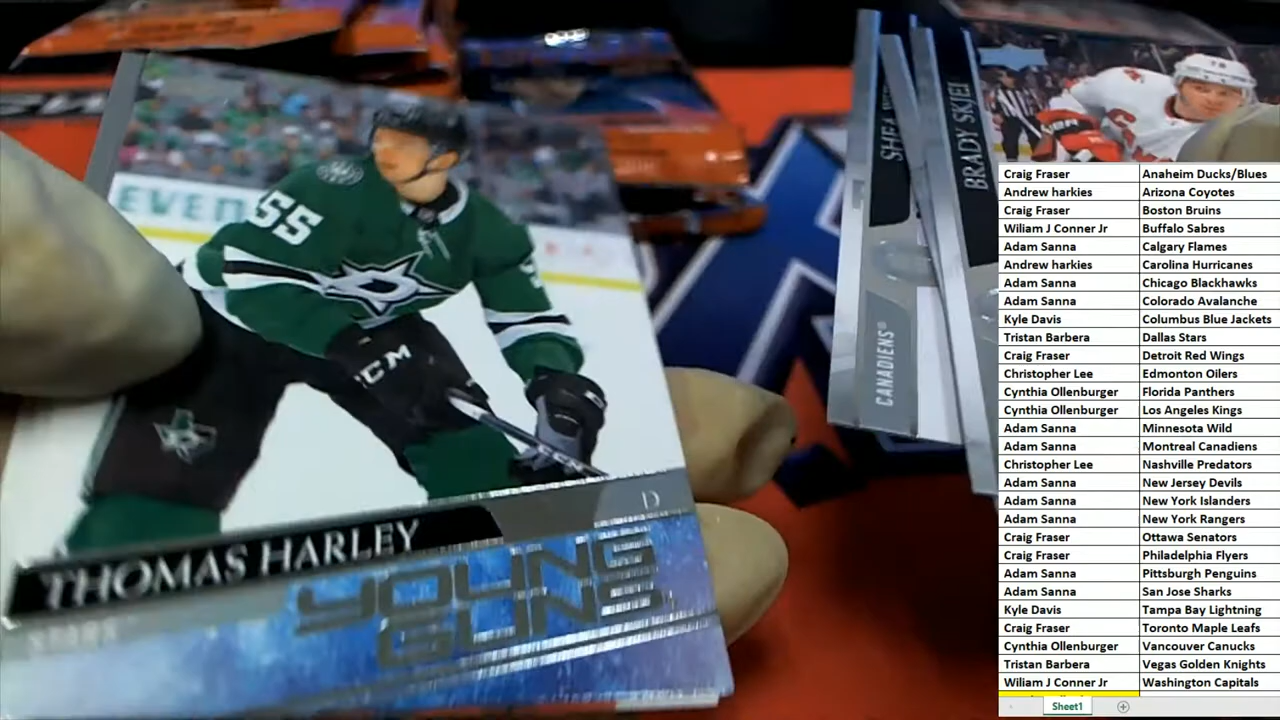 EVEN
55
CCM
D
THOMAS HARLEY
STARS
YOUNG
GUNS
SHEA
BRADY SKJEI
CANADIENS
Craig Fraser Anaheim Ducks/Blues
Andrew harkies Arizona Coyotes
Craig Fraser Boston Bruins
Wiliam J Conner Jr Buffalo Sabres
Adam Sanna Calgary Flames
Andrew harkies Carolina Hurricanes
Adam Sanna Chicago Blackhawks
Adam Sanna Colorado Avalanche
Kyle Davis Columbus Blue Jackets
Tristan Barbera Dallas Stars
Craig Fraser Detroit Red Wings
Christopher Lee Edmonton Oilers
Cynthia Ollenburger Florida Panthers
Cynthia Ollenburger Los Angeles Kings
Adam Sanna Minnesota Wild
Adam Sanna Montreal Canadiens
Christopher Lee Nashville Predators
Adam Sanna New Jersey Devils
Adam Sanna New York Islanders
Adam Sanna New York Rangers
Craig Fraser Ottawa Senators
Craig Fraser Philadelphia Flyers
Adam Sanna Pittsburgh Penguins
Adam Sanna San Jose Sharks
Kyle Davis Tampa Bay Lightning
Craig Fraser Toronto Maple Leafs
Cynthia Ollenburger Vancouver Canucks
Tristan Barbera Vegas Golden Knights
Wiliam J Conner Jr Washington Capitals
Sheet1